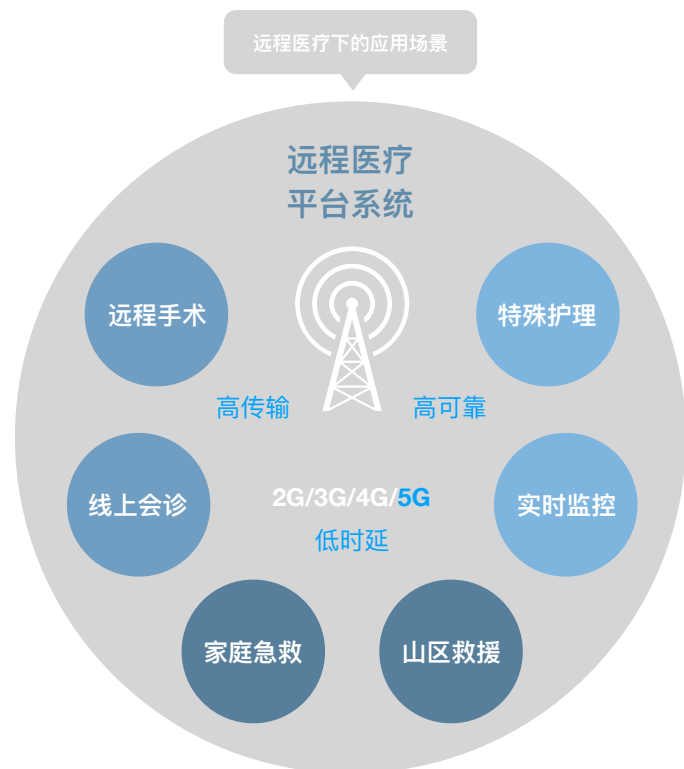 远程医疗下的应用场景
远程医疗
平台系统
远程手术
特殊护理
高传输
高可靠
线上会诊
2G/3G/4G/5G
实时监控
低时延
家庭急救
山区救援